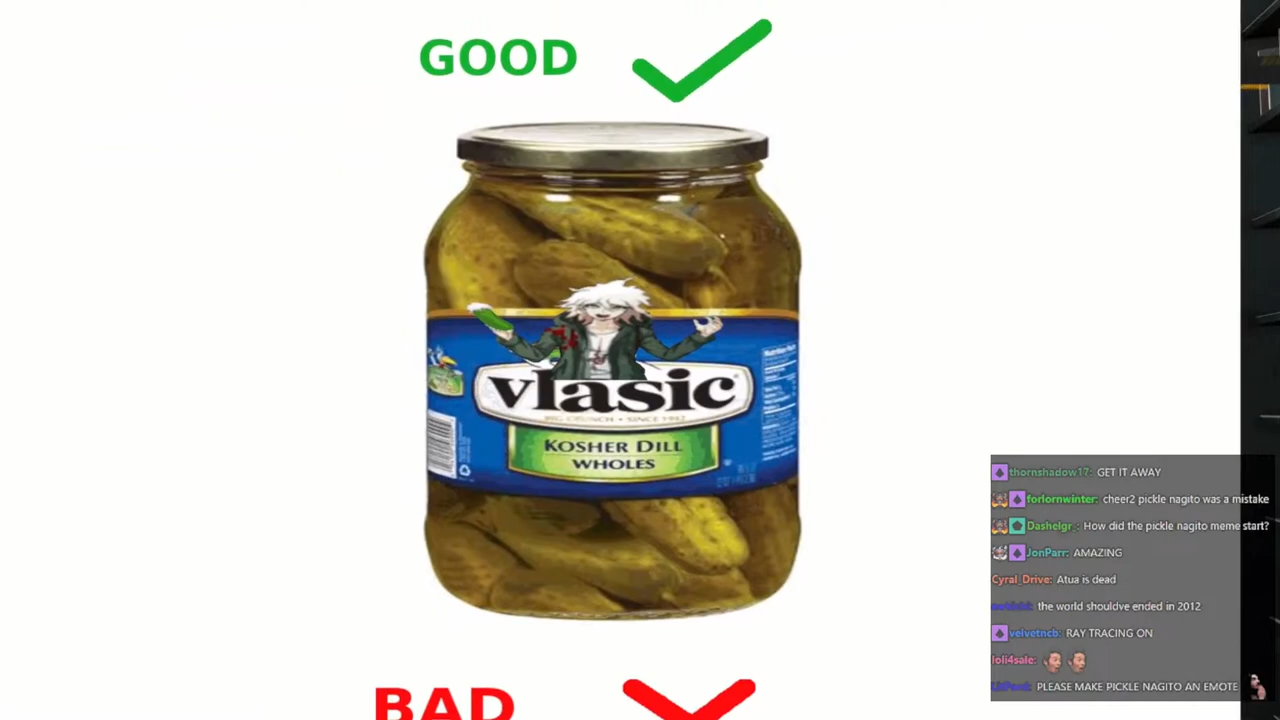 GOOD
vlasic
BIG CRUNCH • SINCE 1942
KOSHER DILL
WHOLES
BAD
thornshadow17: GET IT AWAY
forlornwinter: cheer2 pickle nagito was a mistake
Dashelgr_: How did the pickle nagito meme start?
JonParr: AMAZING
Cyral_Drive: Atua is dead
the world shouldve ended in 2012
velvetncb: RAY TRACING ON
loli4sale:
PLEASE MAKE PICKLE NAGITO AN EMOTE